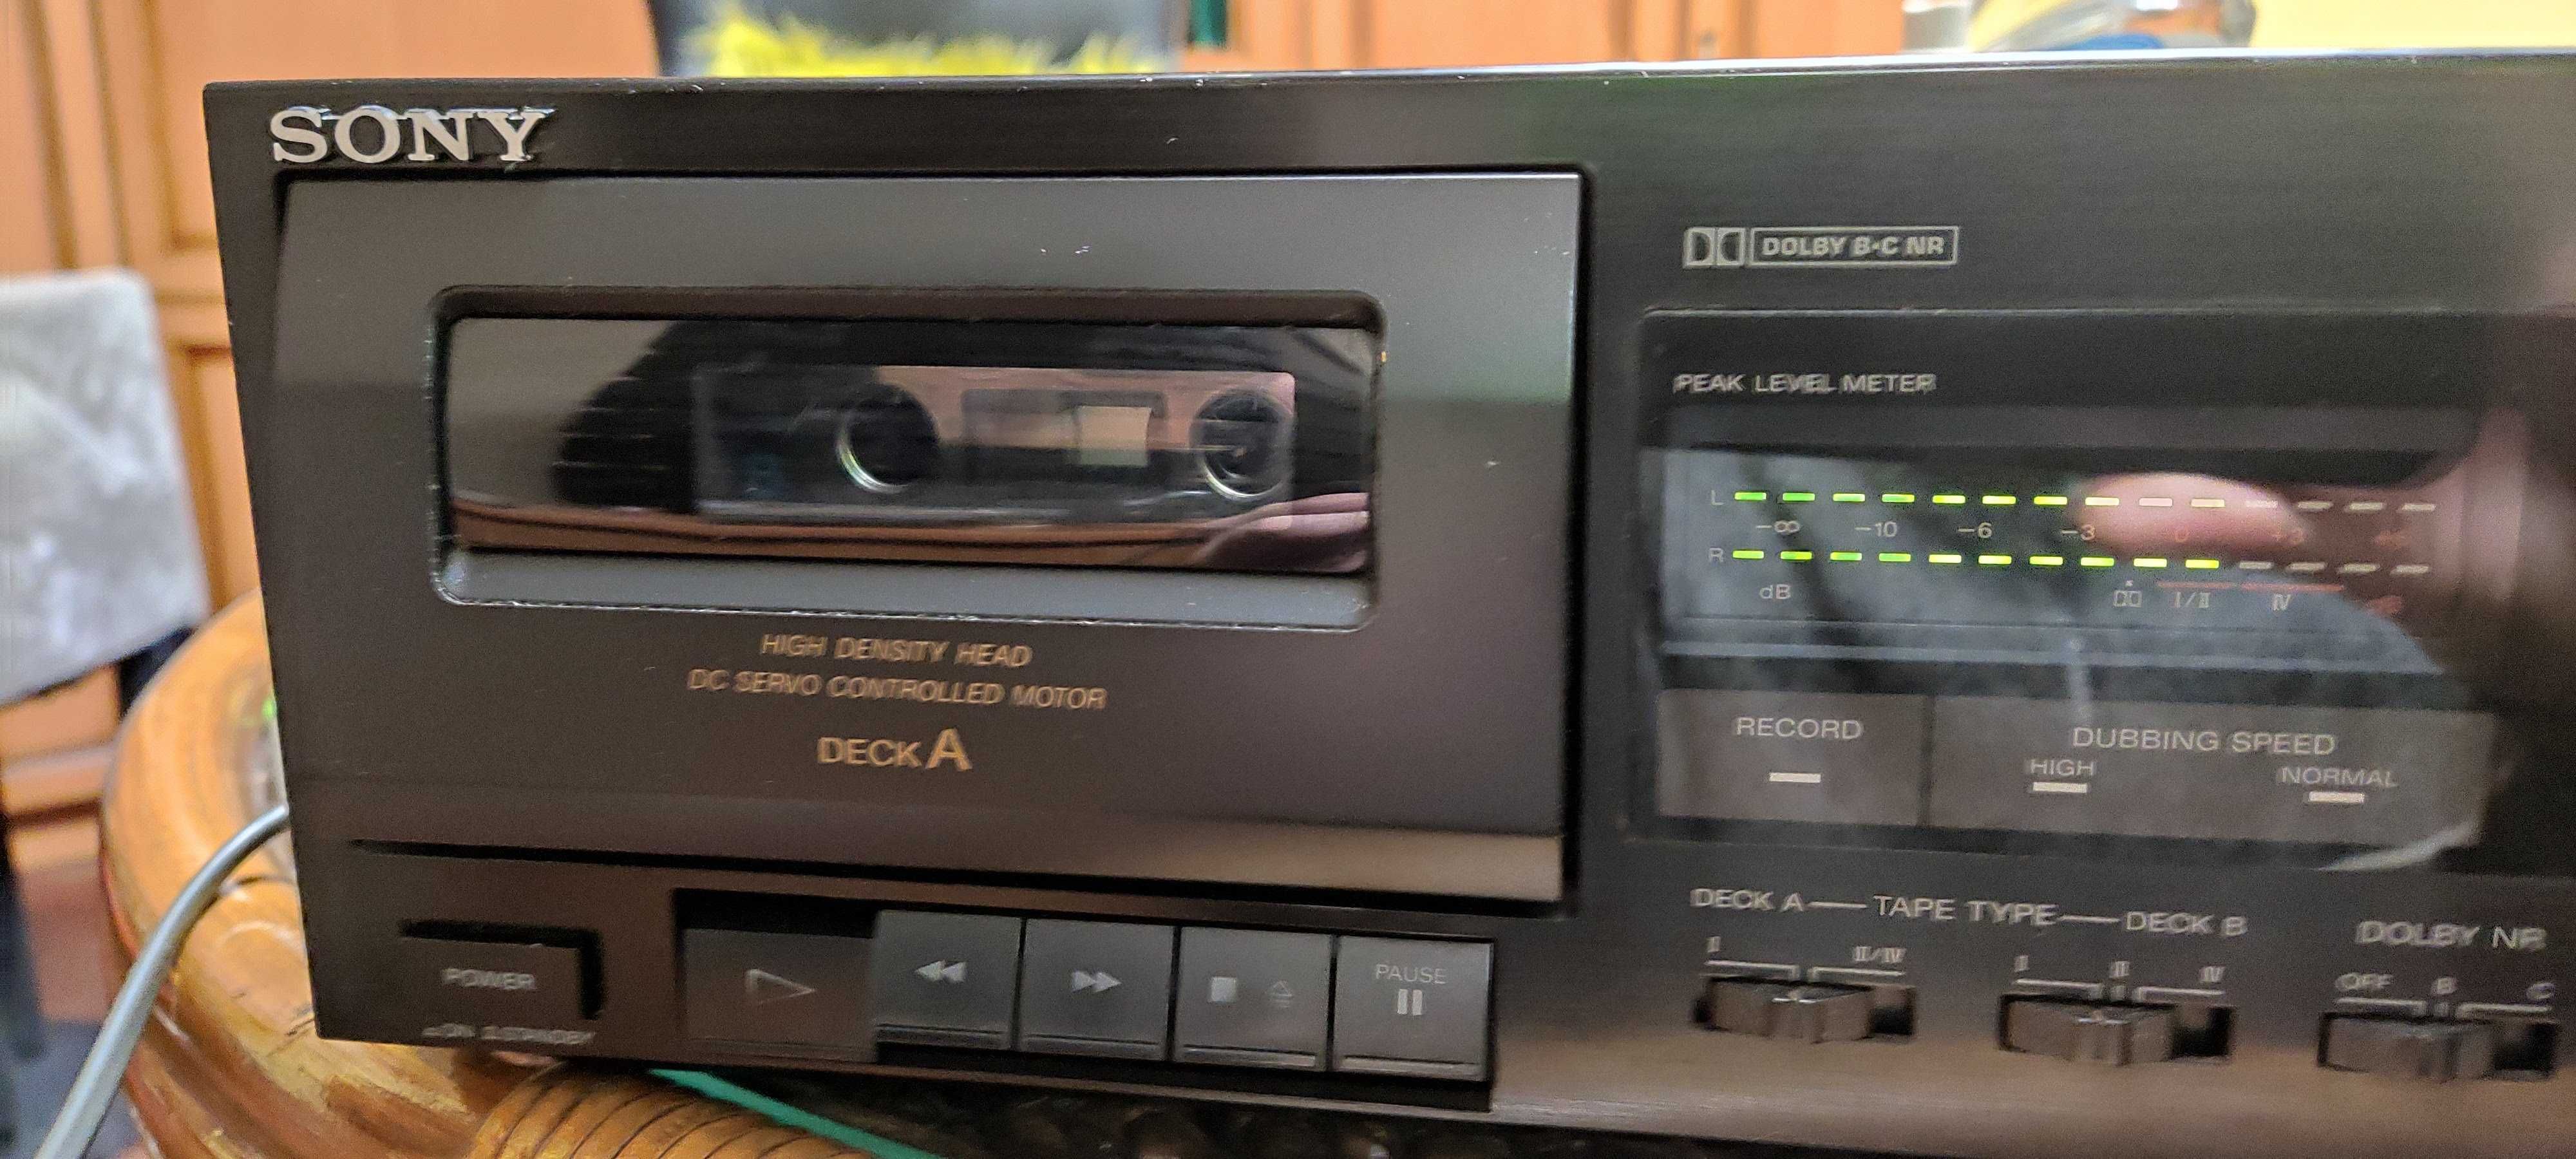 SONY
DOLBY B·C NR
PEAK LEVEL METER
L
-∞ -10 -6 -3 0 +3
R
dB I/II IV
HIGH DENSITY HEAD
DC SERVO CONTROLLED MOTOR
DECK A
RECORD
DUBBING SPEED
HIGH NORMAL
DECK A — TAPE TYPE — DECK B
I II/IV I II IV
DOLBY NR
OFF B C
POWER
PAUSE